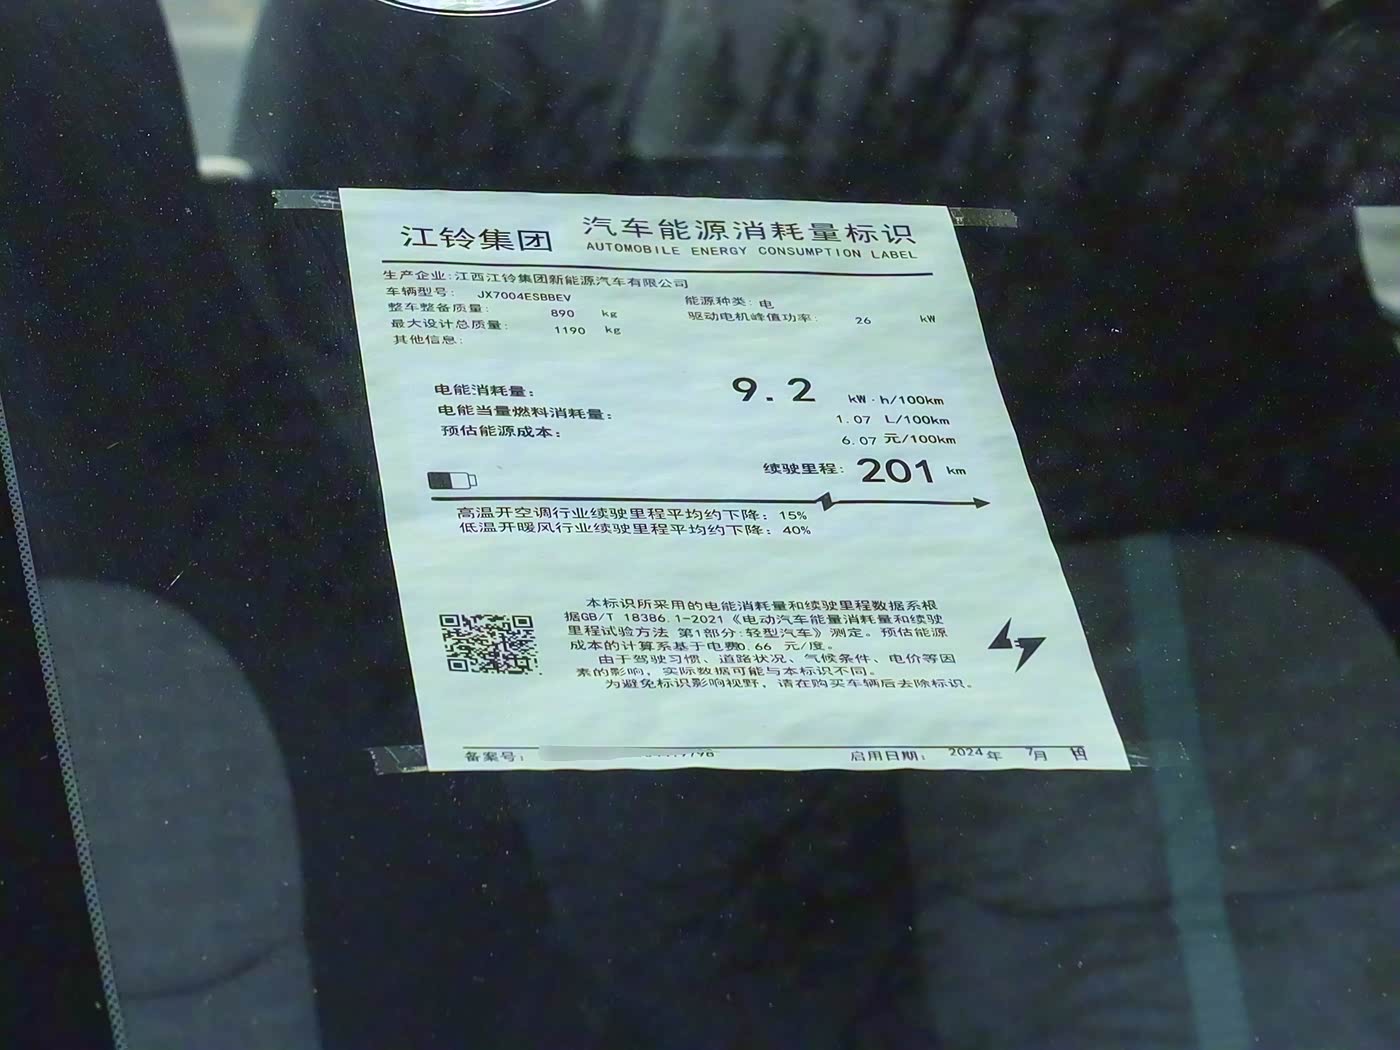 江铃集团 汽车能源消耗量标识
AUTOMOBILE ENERGY CONSUMPTION LABEL
生产企业:江西江铃集团新能源汽车有限公司
车辆型号: JX7004ESBBEV 能源种类: 电
整车整备质量: 890 kg 驱动电机峰值功率: 26 kW
最大设计总质量: 1190 kg
其他信息:
电能消耗量: 9.2 kW·h/100km
电能当量燃料消耗量: 1.07 L/100km
预估能源成本: 6.07 元/100km
续驶里程: 201 km
高温开空调行业续驶里程平均约下降: 15%
低温开暖风行业续驶里程平均约下降: 40%
本标识所采用的电能消耗量和续驶里程数据系根
据GB/T 18386.1-2021《电动汽车能量消耗量和续驶
里程试验方法 第1部分:轻型汽车》测定。预估能源
成本的计算系基于电费0.66 元/度。
由于驾驶习惯、道路状况、气候条件、电价等因
素的影响，实际数据可能与本标识不同。
为避免标识影响视野，请在购买车辆后去除标识。
备案号: 启用日期: 2024年 7月 日